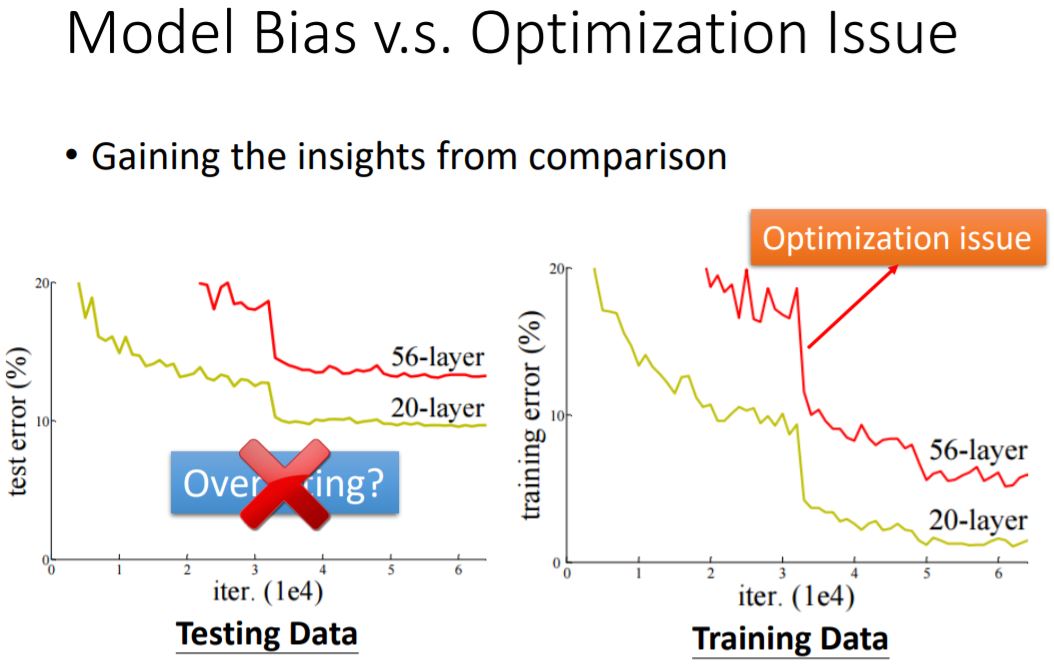 Model Bias v.s. Optimization Issue
• Gaining the insights from comparison
Optimization issue
20
10
0
test error (%)
56-layer
20-layer
Over ing?
0 1 2 3 4 5 6
iter. (1e4)
Testing Data
20
10
0
training error (%)
56-layer
20-layer
0 1 2 3 4 5 6
iter. (1e4)
Training Data